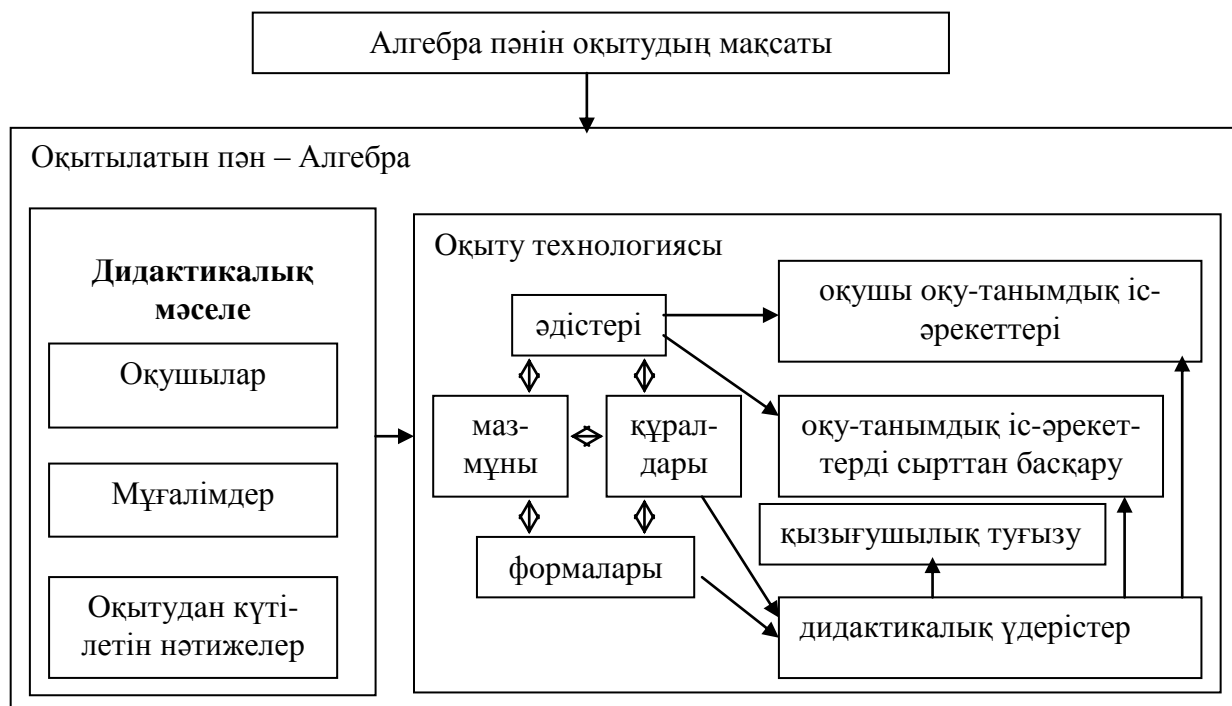 Алгебра пәнін оқытудың мақсаты
Оқытылатын пән – Алгебра
Дидактикалық
мәселе
Оқушылар
Мұғалімдер
Оқытудан күті-
летін нәтижелер
Оқыту технологиясы
әдістері
маз-
мұны
құрал-
дары
формалары
оқушы оқу-танымдық іс-
әрекеттері
оқу-танымдық іс-әрекет-
терді сырттан басқару
қызығушылық туғызу
дидактикалық үдерістер